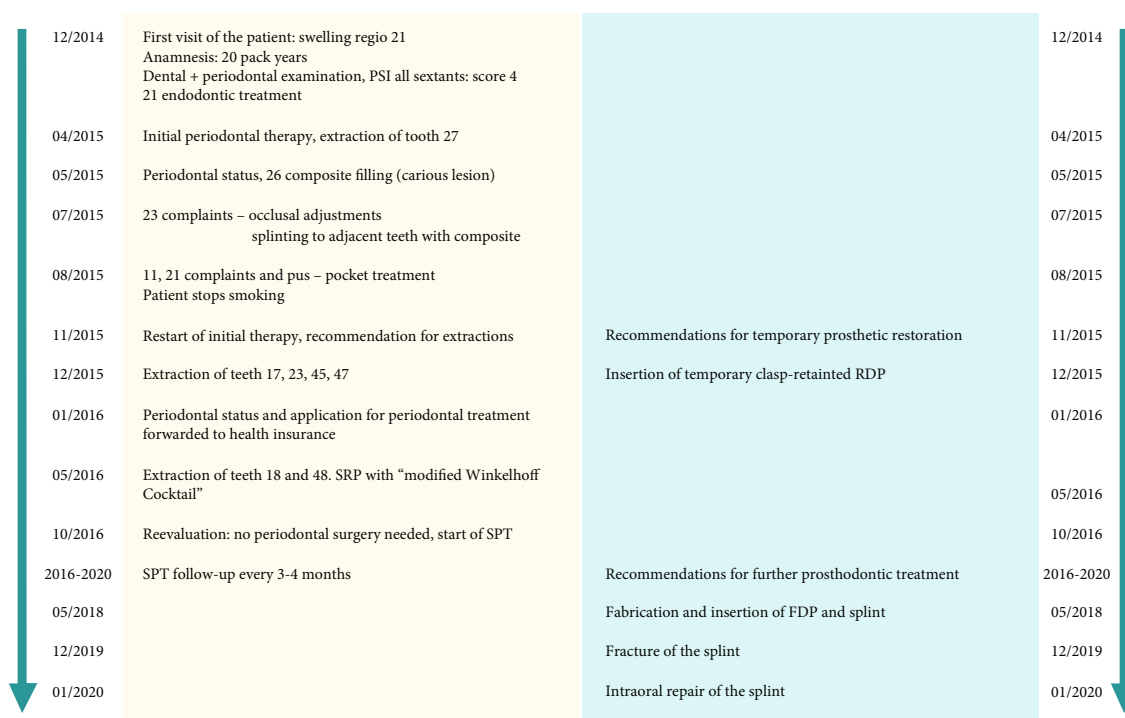 12/2014 First visit of the patient: swelling regio 21 12/2014
Anamnesis: 20 pack years
Dental + periodontal examination, PSI all sextants: score 4
21 endodontic treatment
04/2015 Initial periodontal therapy, extraction of tooth 27 04/2015
05/2015 Periodontal status, 26 composite filling (carious lesion) 05/2015
07/2015 23 complaints – occlusal adjustments 07/2015
splinting to adjacent teeth with composite
08/2015 11, 21 complaints and pus – pocket treatment 08/2015
Patient stops smoking
11/2015 Restart of initial therapy, recommendation for extractions Recommendations for temporary prosthetic restoration 11/2015
12/2015 Extraction of teeth 17, 23, 45, 47 Insertion of temporary clasp-retainted RDP 12/2015
01/2016 Periodontal status and application for periodontal treatment 01/2016
forwarded to health insurance
05/2016 Extraction of teeth 18 and 48. SRP with “modified Winkelhoff
Cocktail” 05/2016
10/2016 Reevaluation: no periodontal surgery needed, start of SPT 10/2016
2016-2020 SPT follow-up every 3-4 months Recommendations for further prosthodontic treatment 2016-2020
05/2018 Fabrication and insertion of FDP and splint 05/2018
12/2019 Fracture of the splint 12/2019
01/2020 Intraoral repair of the splint 01/2020